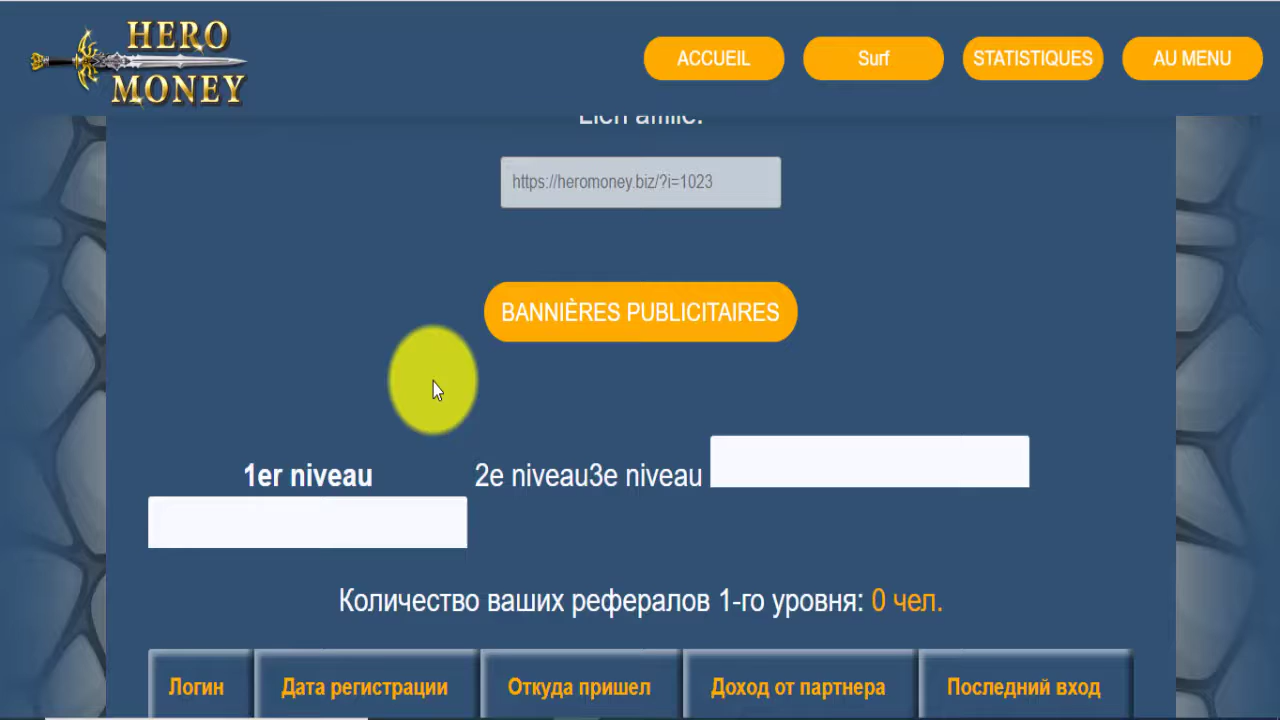 HERO
MONEY
ACCUEIL
Surf
STATISTIQUES
AU MENU
https://heromoney.biz/?i=1023
BANNIÈRES PUBLICITAIRES
1er niveau
2e niveau3e niveau
Количество ваших рефералов 1-го уровня: 0 чел.
Логин
Дата регистрации
Откуда пришел
Доход от партнера
Последний вход